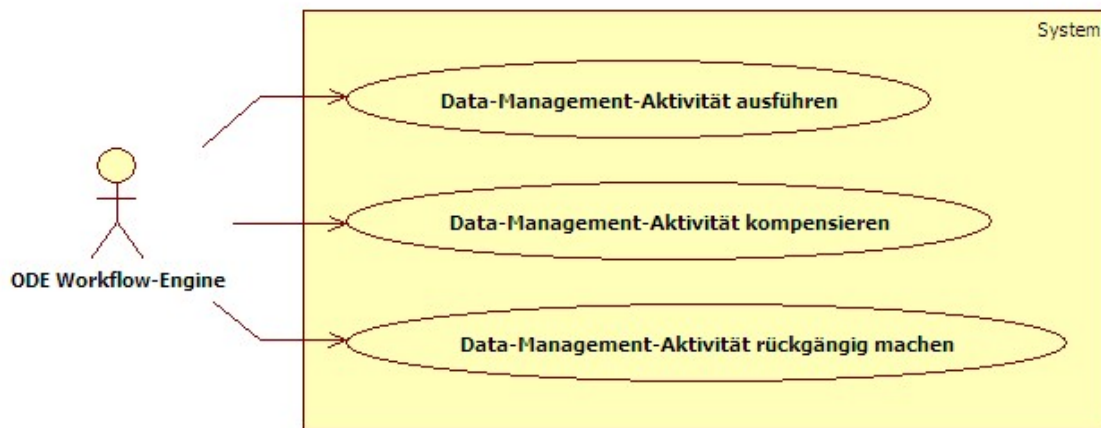 System
Data-Management-Aktivität ausführen
Data-Management-Aktivität kompensieren
ODE Workflow-Engine
Data-Management-Aktivität rückgängig machen